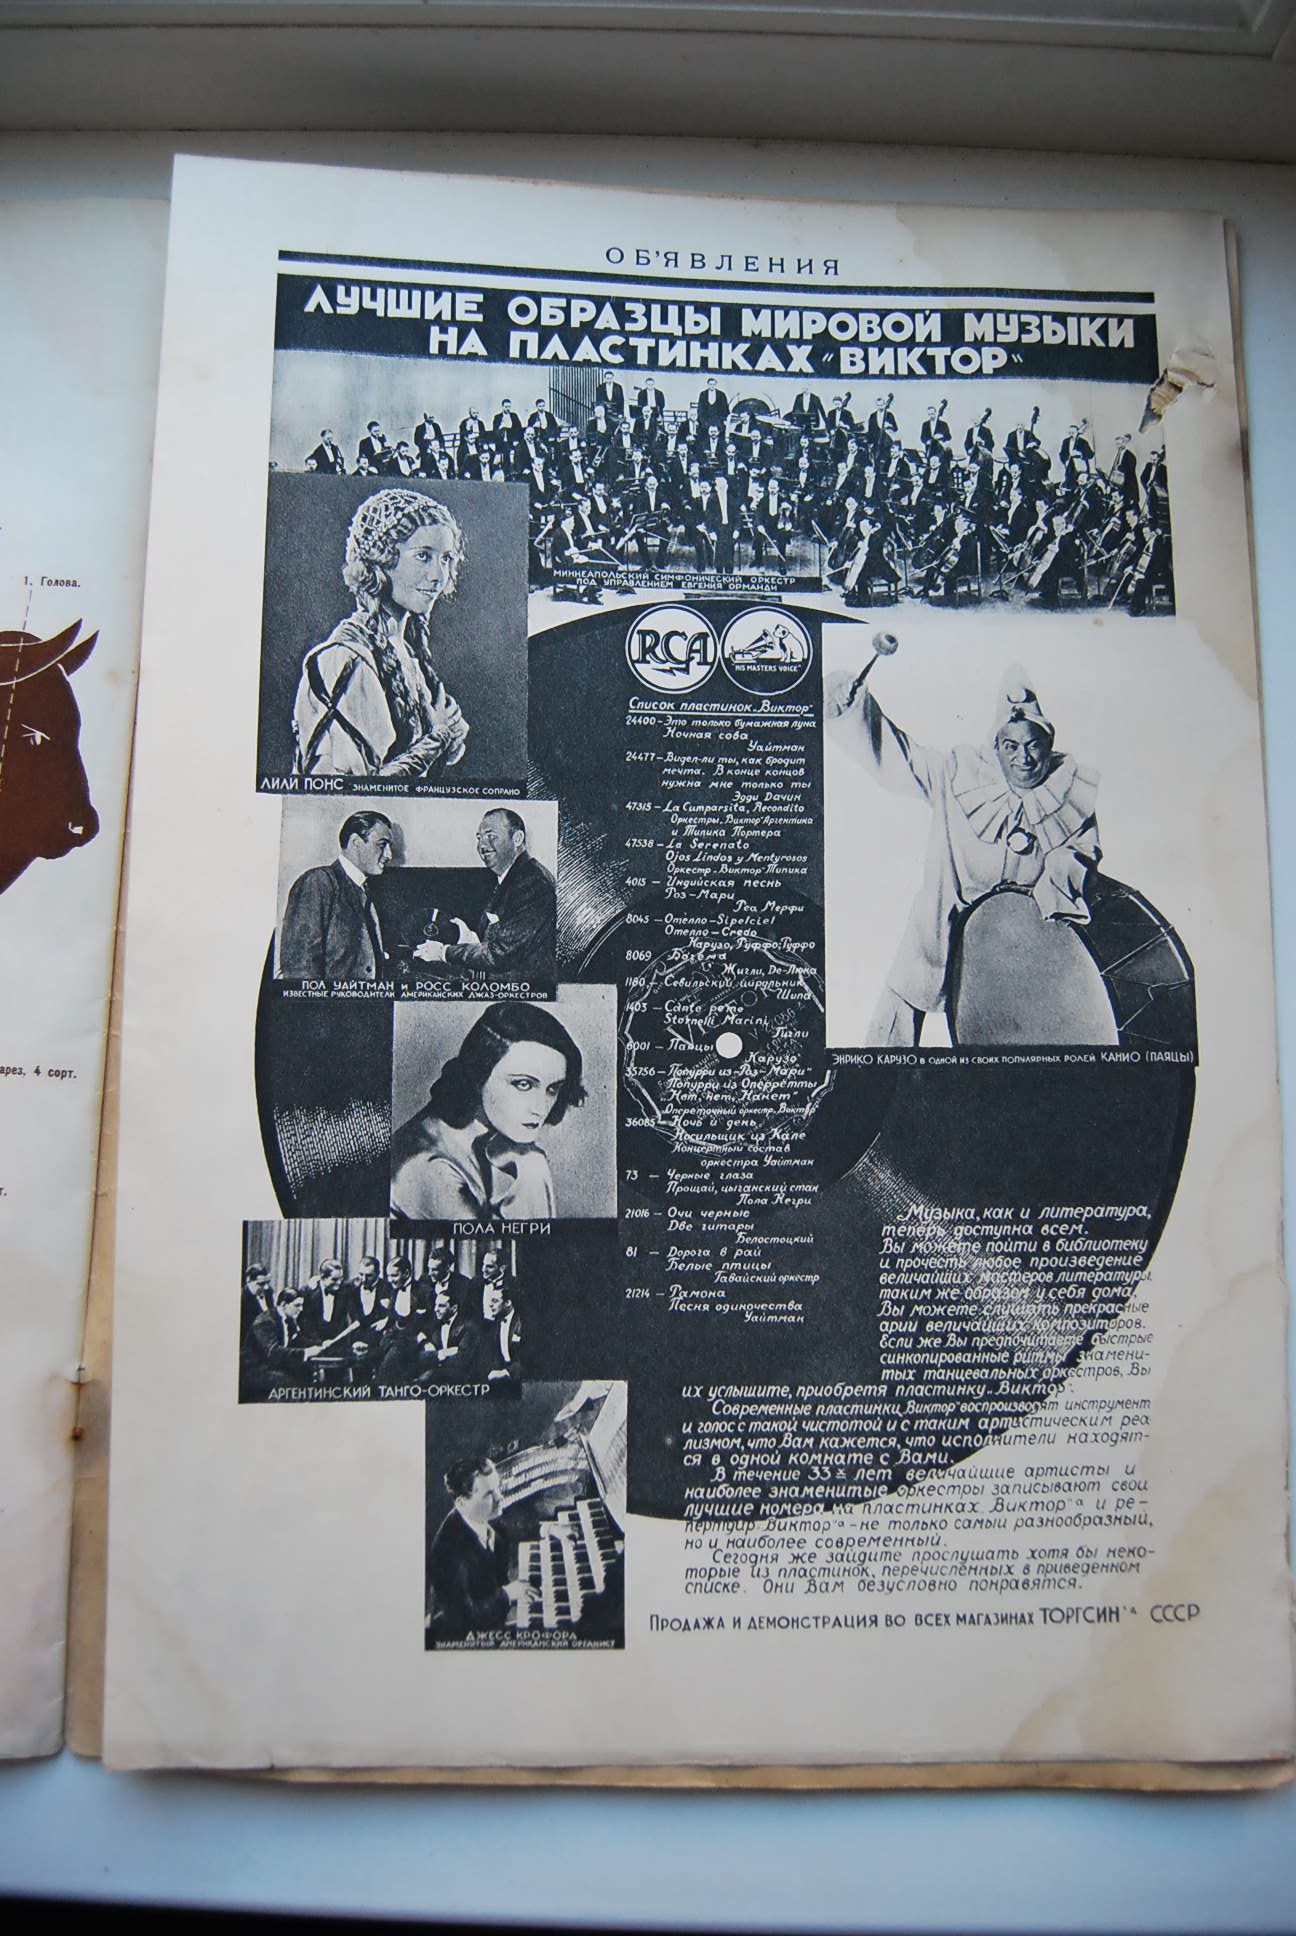 1. Голова.
арез, 4 сорт.
т.
ОБ'ЯВЛЕНИЯ
ЛУЧШИЕ ОБРАЗЦЫ МИРОВОЙ МУЗЫКИ
НА ПЛАСТИНКАХ „ВИКТОР“
МИННЕАПОЛЬСКИЙ СИМФОНИЧЕСКИЙ ОРКЕСТР
ПОД УПРАВЛЕНИЕМ ЕВГЕНИЯ ОРМАНДИ
ЛИЛИ ПОНС ЗНАМЕНИТОЕ ФРАНЦУЗСКОЕ СОПРАНО
ПОЛ УАЙТМАН И РОСС КОЛОМБО
ИЗВЕСТНЫЕ РУКОВОДИТЕЛИ АМЕРИКАНСКИХ ДЖАЗ-ОРКЕСТРОВ
ПОЛА НЕГРИ
АРГЕНТИНСКИЙ ТАНГО-ОРКЕСТР
ДЖЕСС КРОФОРД
ЗНАМЕНИТЫЙ АМЕРИКАНСКИЙ ОРГАНИСТ
RCA
"HIS MASTERS VOICE"
Список пластинок „Виктор“
24400 – Это только бумажная луна
Ночная сова
Уайтман
24477 – Видел-ли ты, как бродит
мечта. В конце концов
нужна мне только ты
Эдди Дачин
47315 – La Cumparsita, Recondito
Оркестры „Виктор“ Аргентика
и Типика Портера
47538 – La Serenato
Ojos Lindos y Mentyrosos
Оркестр „Виктор“ Типика
4015 – Индийская песнь
Роз-Мари
Реа Мерфи
8045 – Отелло – Sipelciel
Отелло – Credo
Карузо, Руффо; Руффо
8069 Богема
Жигли, Де-Люка
1180 – Севильский цирульник
Шипа
1403 – Cante pe me
Stornelli Marini
Гигли
6001 – Паяцы
Карузо
35756 – Попурри из „Роз-Мари“
Попурри из Оперретты
„Нет, нет, Нанет“
Опереточный оркестр. Виктор
36085 – Ночь и день
Носильщик из Кале
Концертный состав
оркестра Уайтман
73 – Черные глаза
Прощай, цыганский стан
Пола Негри
21016 – Очи черные
Две гитары
Белостоцкий
81 – Дорога в рай
Белые птицы
Гавайский оркестр
21214 – Рамона
Песня одиночества
Уайтман
ЭНРИКО КАРУЗО В ОДНОЙ ИЗ СВОИХ ПОПУЛЯРНЫХ РОЛЕЙ КАНИО (ПАЯЦЫ)
Музыка, как и литература,
теперь доступна всем.
Вы можете пойти в библиотеку
и прочесть любое произведение
величайших мастеров литературы,
таким же образом у себя дома,
Вы можете слушать прекрасные
арии величайших композиторов.
Если же Вы предпочитаете быстрые
синкопированные ритмы знамени-
тых танцевальных оркестров, Вы
их услышите, приобретя пластинку „Виктор“.
Современные пластинки „Виктор“ воспроизводят инструмент
и голос с такой чистотой и с таким артистическим реа
лизмом, что Вам кажется, что исполнители находят-
ся в одной комнате с Вами.
В течение 33х лет величайшие артисты и
наиболее знаменитые оркестры записывают свои
лучшие номера на пластинках „Виктор“а и ре-
пертуар „Виктор“а – не только самый разнообразный,
но и наиболее современный.
Сегодня же зайдите прослушать хотя бы неко-
торые из пластинок, перечисленных в приведенном
списке. Они Вам безусловно понравятся.
ПРОДАЖА И ДЕМОНСТРАЦИЯ ВО ВСЕХ МАГАЗИНАХ ТОРГСИН'А СССР